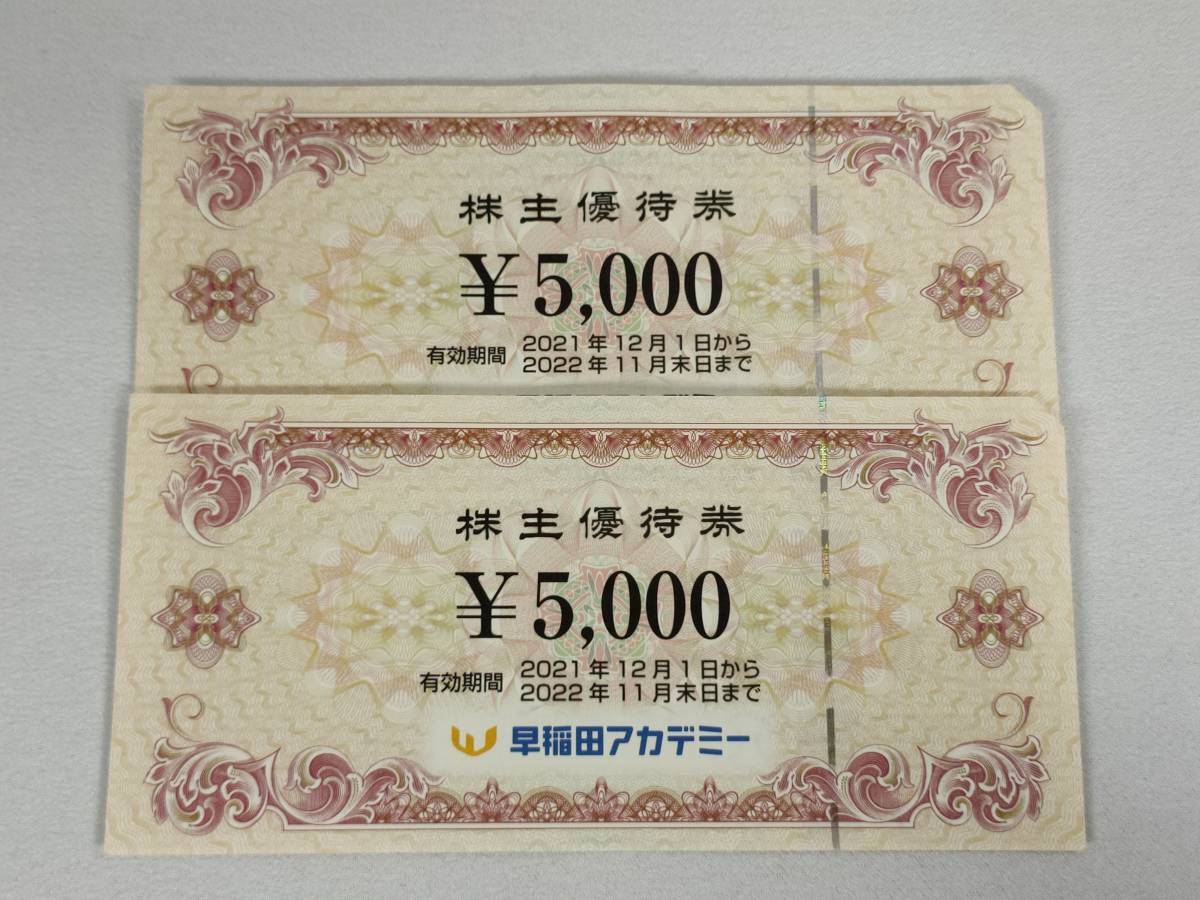 株主優待券
¥5,000
有効期間 2021年12月1日から
2022年11月末日まで
株主優待券
¥5,000
有効期間 2021年12月1日から
2022年11月末日まで
早稲田アカデミー